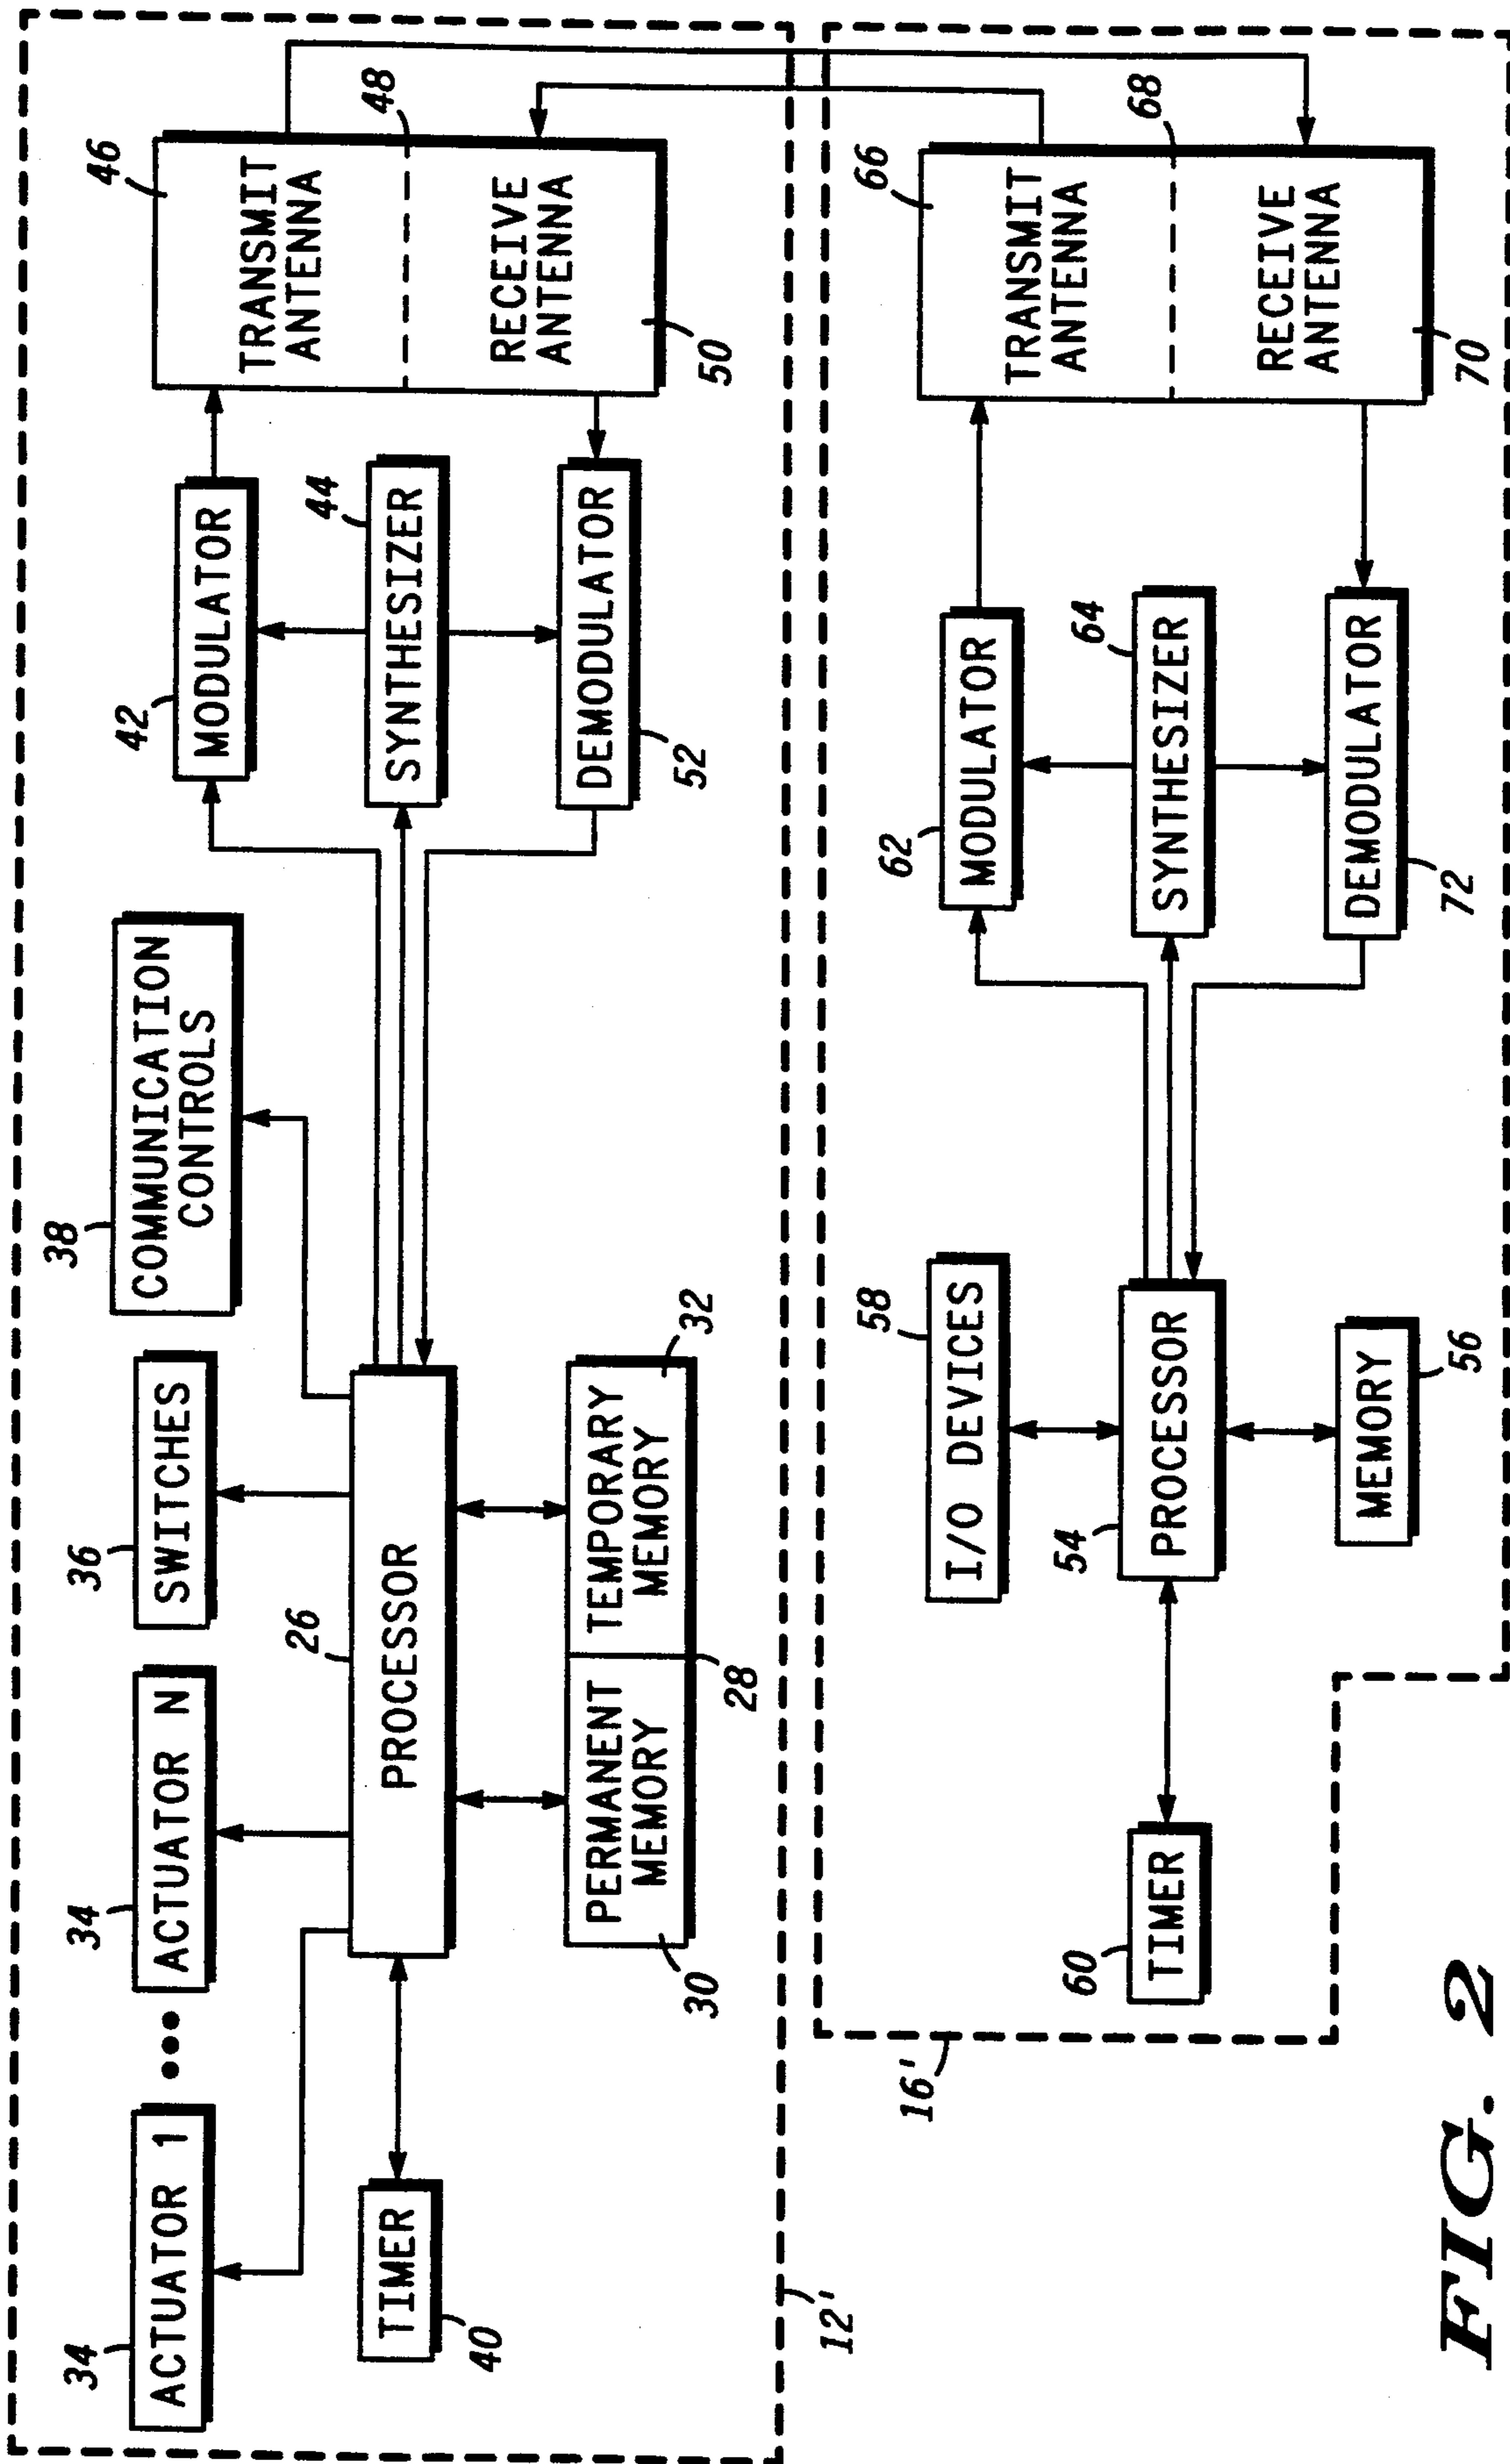 34
ACTUATOR 1
34
ACTUATOR N
36
SWITCHES
38
COMMUNICATION
CONTROLS
42
MODULATOR
46
TRANSMIT
ANTENNA
48
TIMER
40
26
PROCESSOR
44
SYNTHESIZER
RECEIVE
ANTENNA
50
PERMANENT
MEMORY
30
28
TEMPORARY
MEMORY
32
DEMODULATOR
52
12'
16'
58
I/O DEVICES
62
MODULATOR
66
TRANSMIT
ANTENNA
68
60
TIMER
54
PROCESSOR
64
SYNTHESIZER
RECEIVE
ANTENNA
70
MEMORY
56
DEMODULATOR
72
FIG. 2